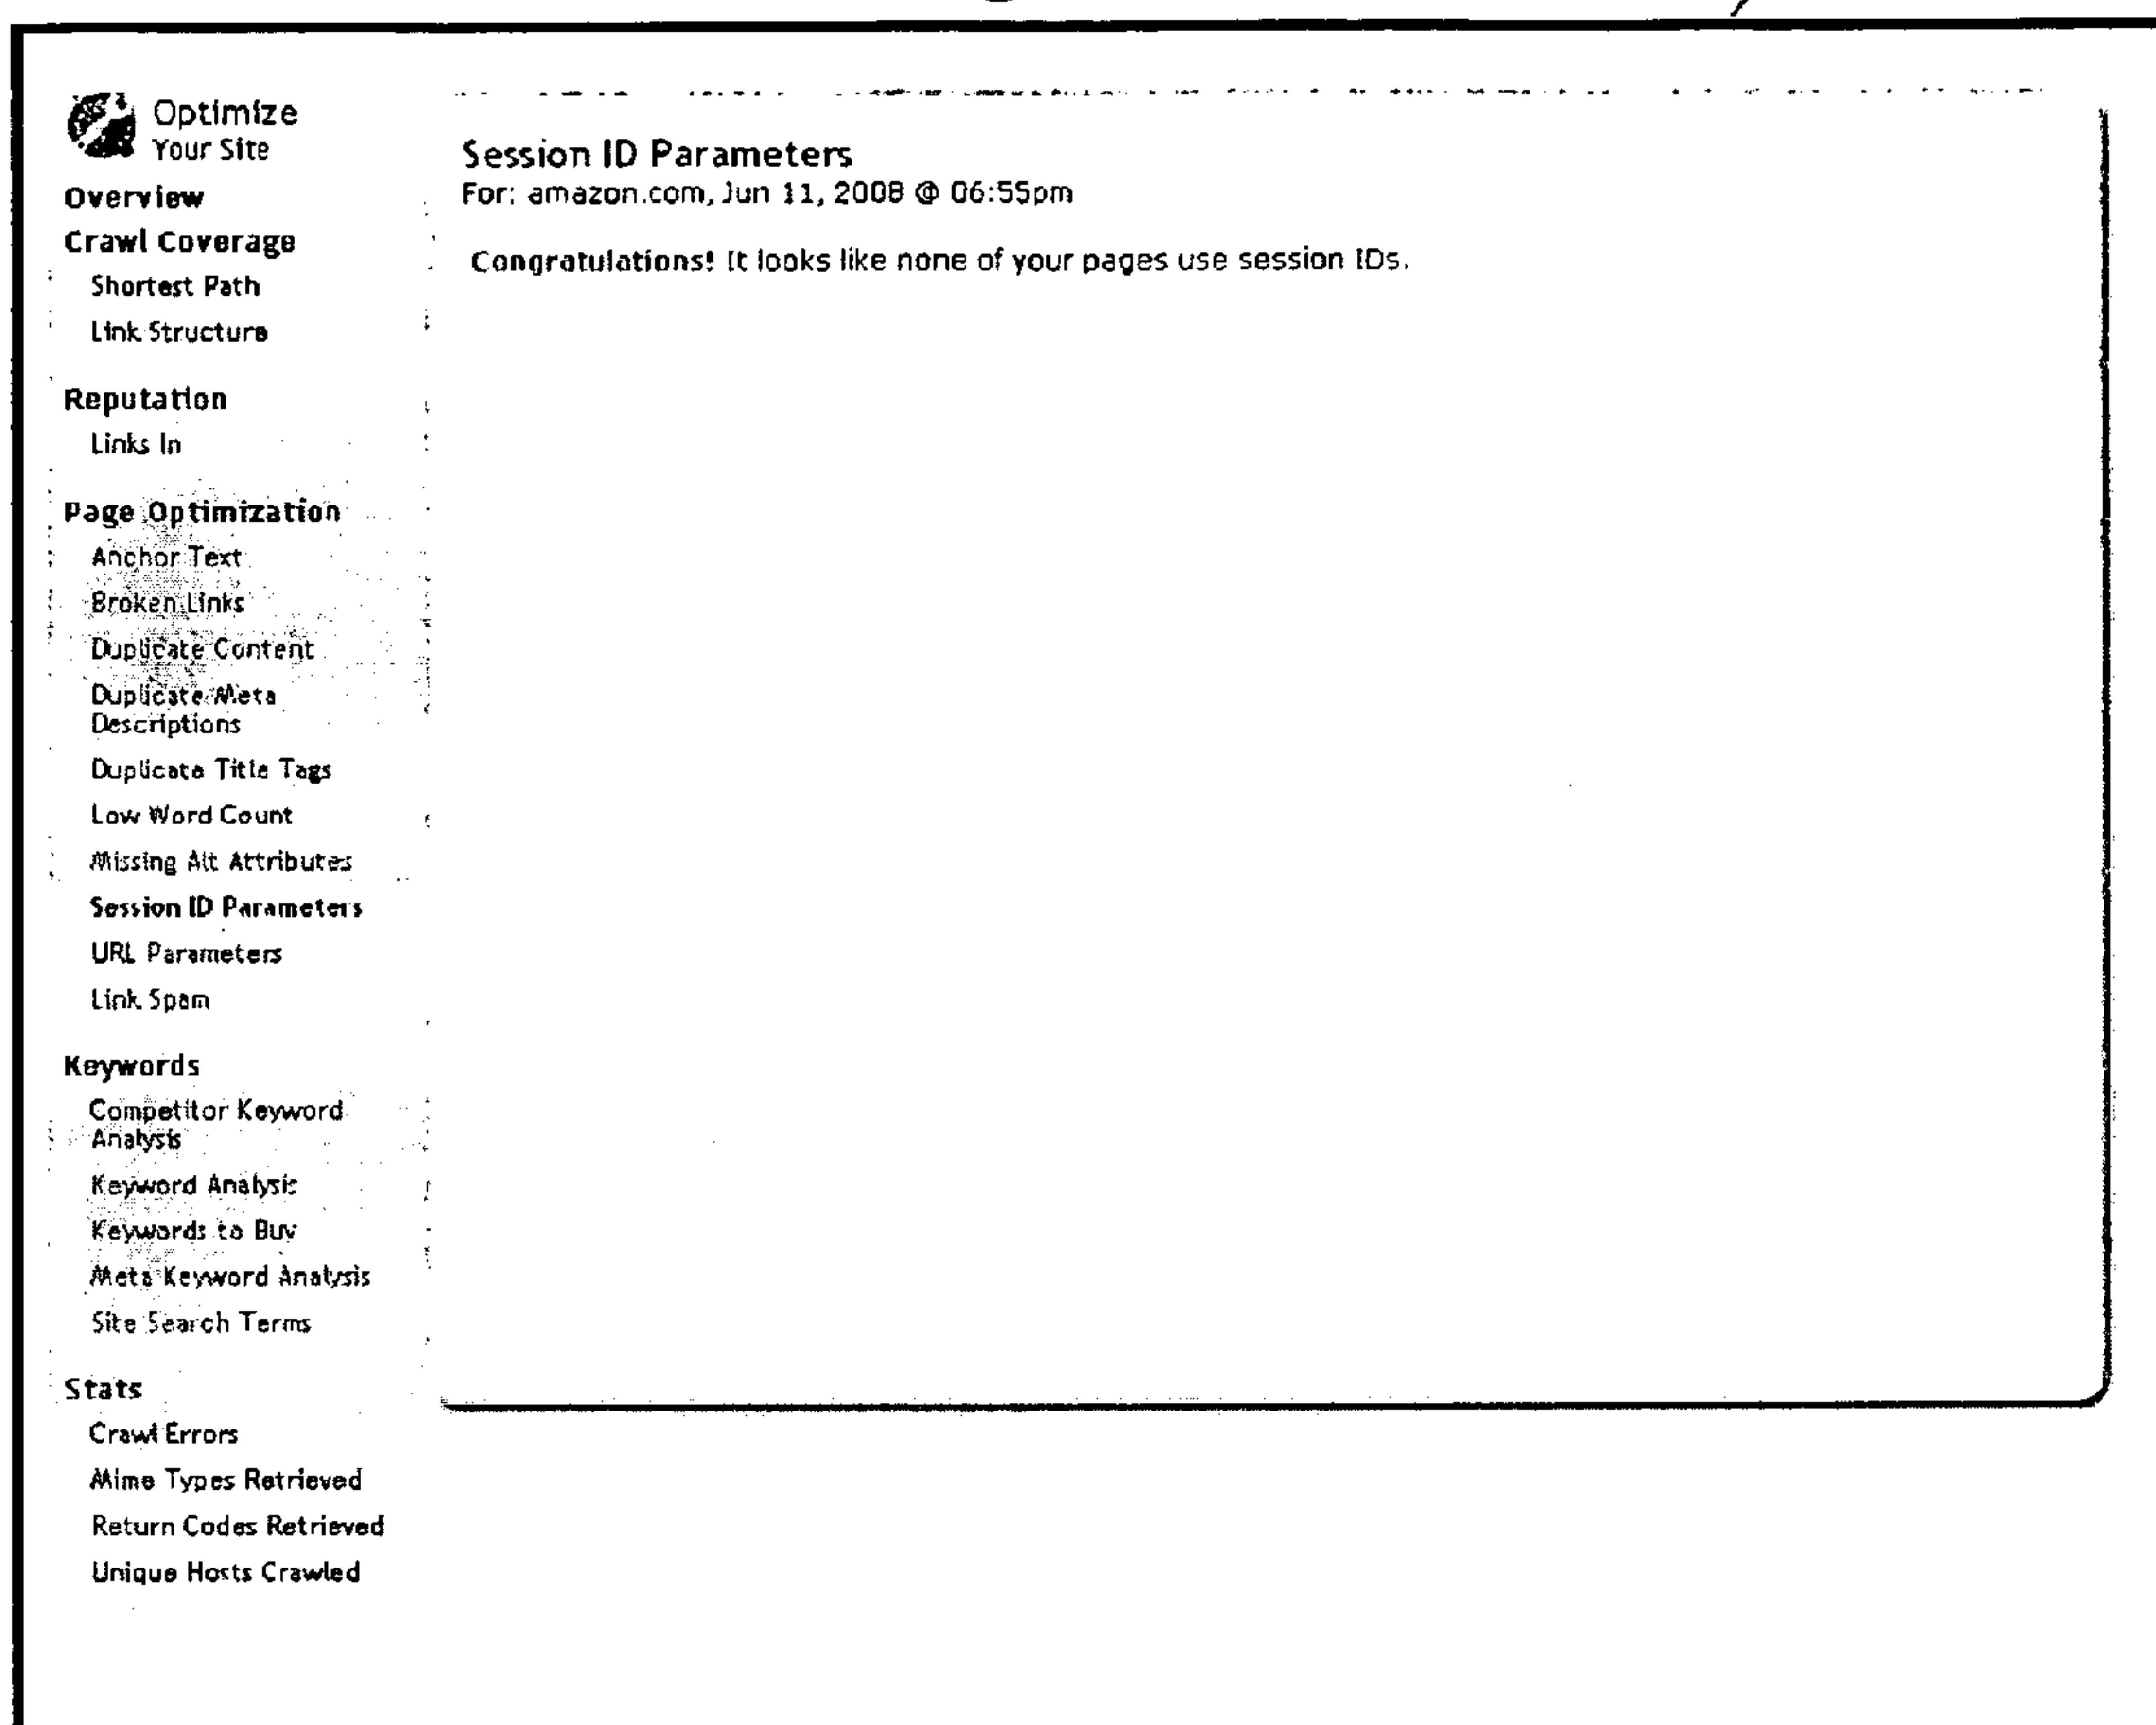 Optimize
Your Site
Overview
Crawl Coverage
Shortest Path
Link Structure
Reputation
Links In
Page Optimization
Anchor Text
Broken Links
Duplicate Content
Duplicate Meta
Descriptions
Duplicate Title Tags
Low Word Count
Missing Alt Attributes
Session ID Parameters
URL Parameters
Link Spam
Keywords
Competitor Keyword
Analysis
Keyword Analysis
Keywords to Buy
Meta Keyword Analysis
Site Search Terms
Stats
Crawl Errors
Mime Types Retrieved
Return Codes Retrieved
Unique Hosts Crawled
Session ID Parameters
For: amazon.com, Jun 11, 2008 @ 06:55pm
Congratulations! It looks like none of your pages use session IDs.